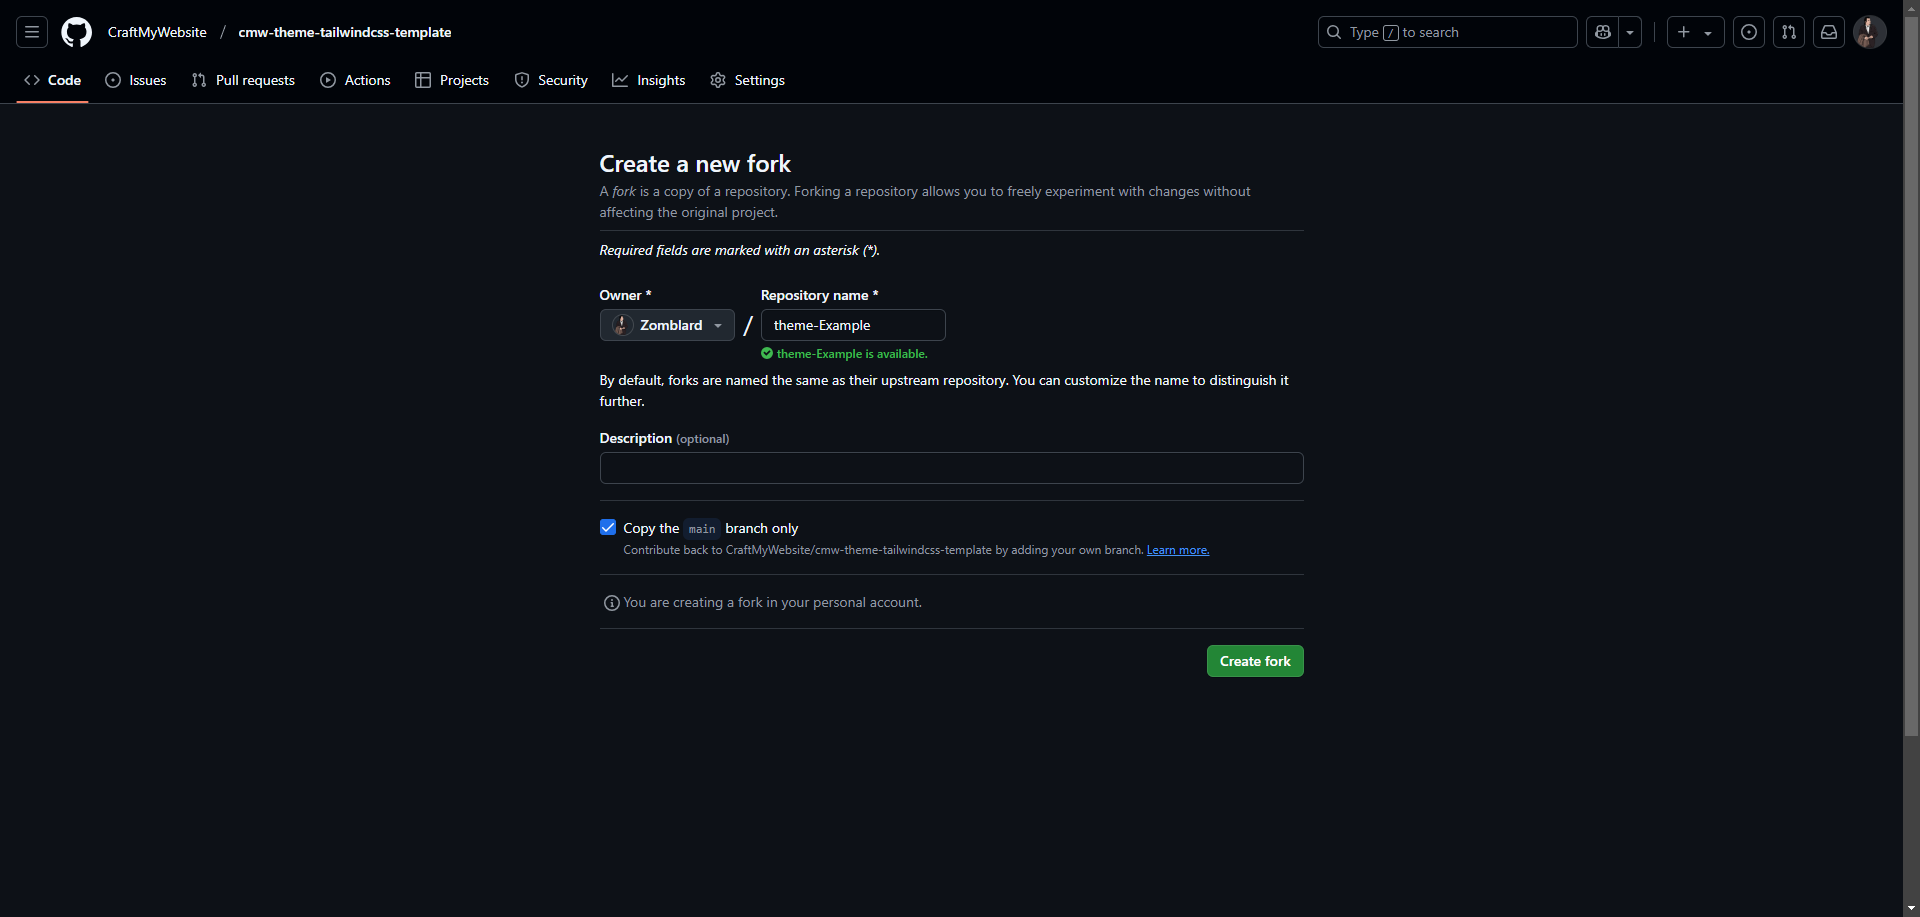 CraftMyWebsite / cmw-theme-tailwindcss-template
Type / to search
Code Issues Pull requests Actions Projects Security Insights Settings
Create a new fork
A fork is a copy of a repository. Forking a repository allows you to freely experiment with changes without
affecting the original project.
Required fields are marked with an asterisk (*).
Owner * Repository name *
Zomblard / theme-Example
theme-Example is available.
By default, forks are named the same as their upstream repository. You can customize the name to distinguish it
further.
Description (optional)
Copy the main branch only
Contribute back to CraftMyWebsite/cmw-theme-tailwindcss-template by adding your own branch. Learn more.
You are creating a fork in your personal account.
Create fork